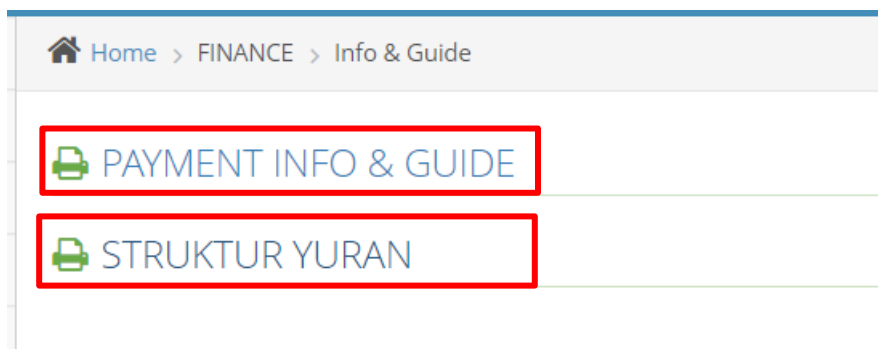 Home > FINANCE > Info & Guide
PAYMENT INFO & GUIDE
STRUKTUR YURAN